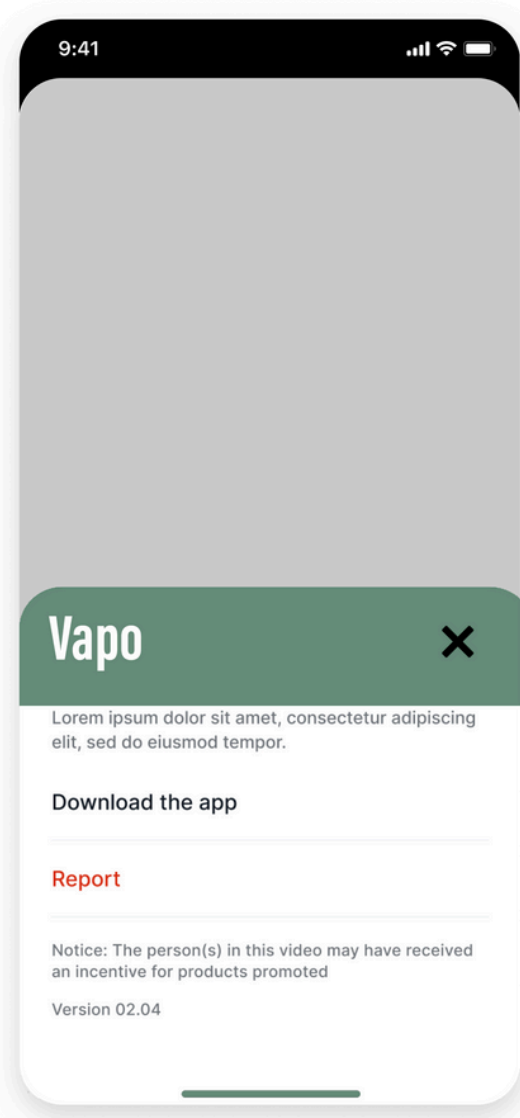 9:41
Vapo
Lorem ipsum dolor sit amet, consectetur adipiscing
elit, sed do eiusmod tempor.
Download the app
Report
Notice: The person(s) in this video may have received
an incentive for products promoted
Version 02.04